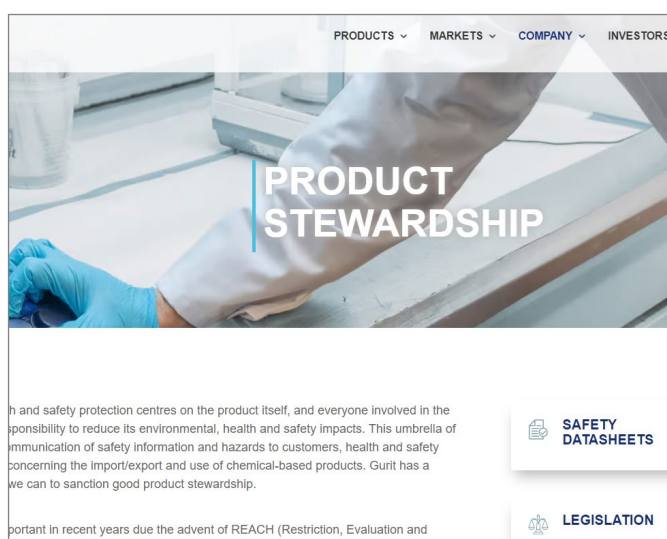 PRODUCTS MARKETS COMPANY INVESTORS
PRODUCT
STEWARDSHIP
and safety protection centres on the product itself, and everyone involved in the
to reduce its environmental, health and safety impacts. This umbrella of
of safety information and hazards to customers, health and safety
concerning the import/export and use of chemical-based products. Gurit has a
we can to sanction good product stewardship.
in recent years due the advent of REACH (Restriction, Evaluation and
SAFETY
DATASHEETS
LEGISLATION